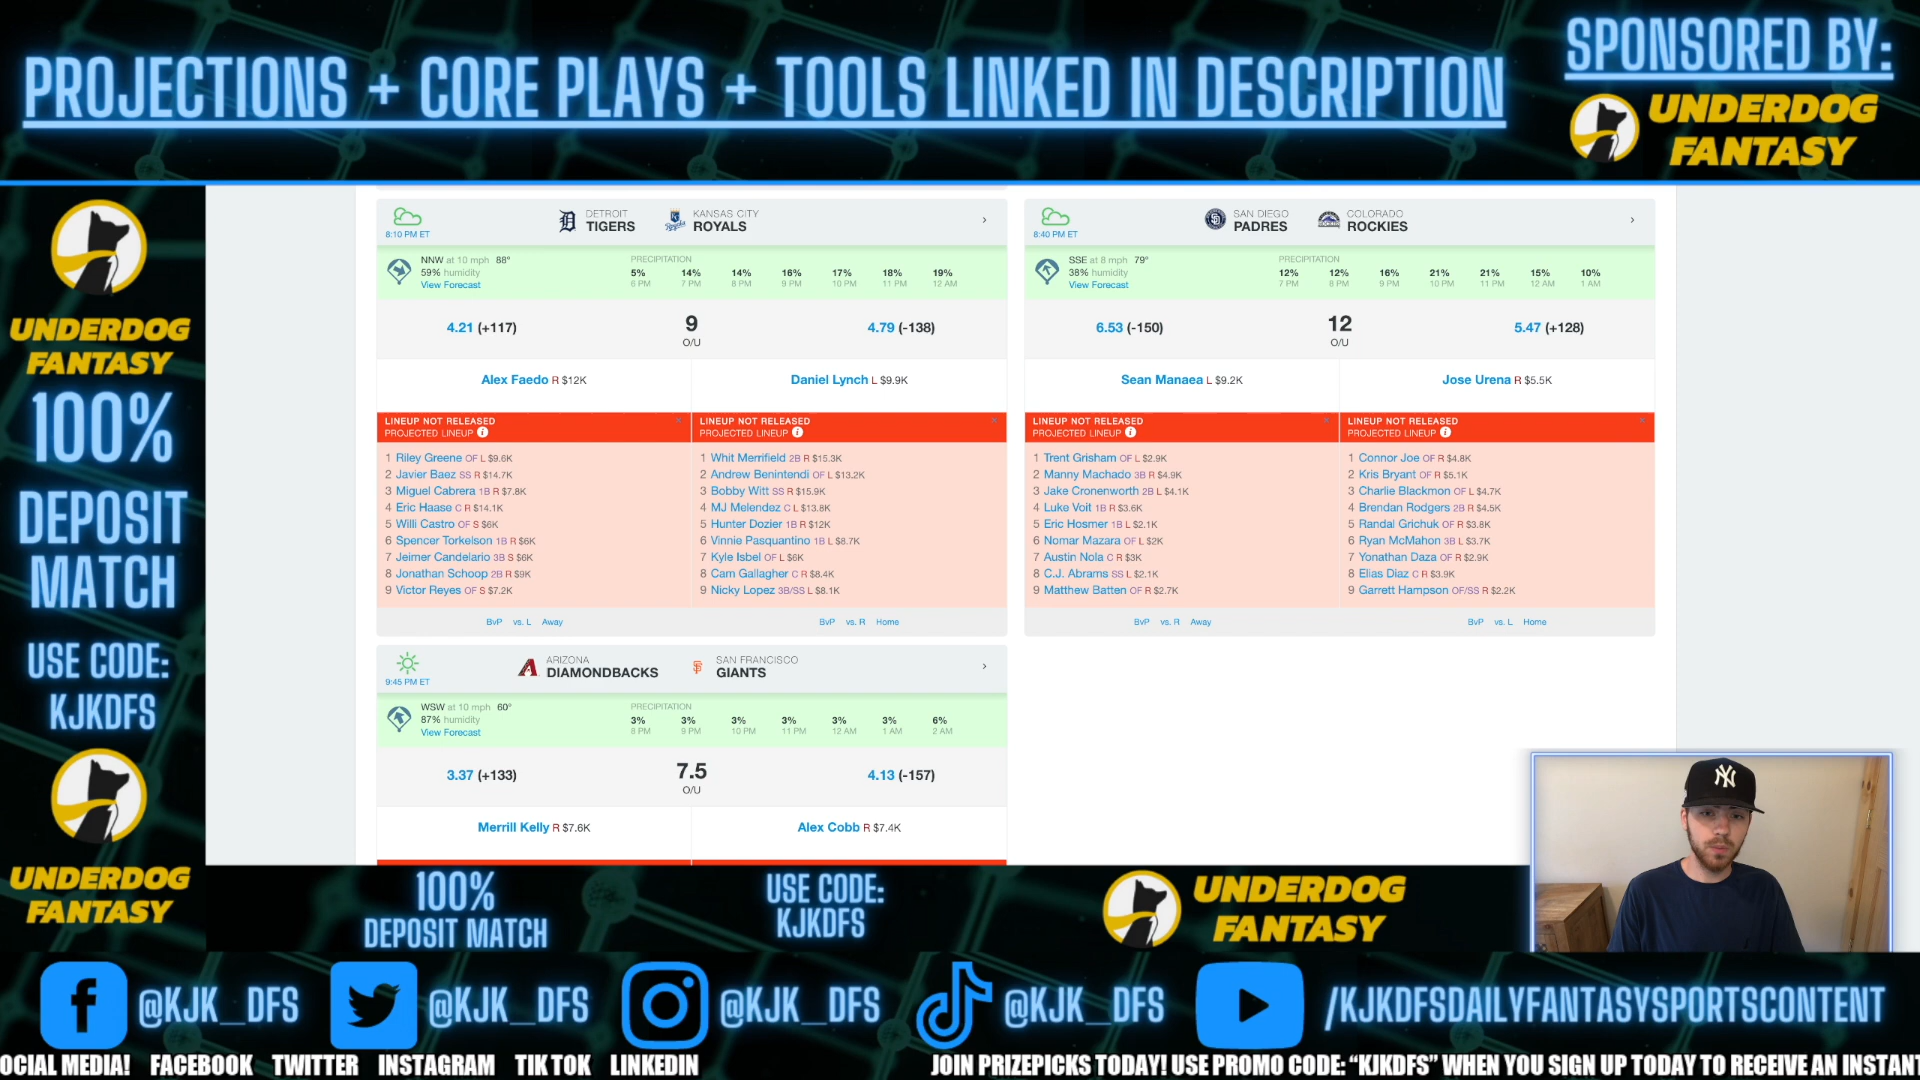 PROJECTIONS + CORE PLAYS + TOOLS LINKED IN DESCRIPTION
SPONSORED BY:
UNDERDOG
FANTASY
UNDERDOG
FANTASY
100%
DEPOSIT
MATCH
USE CODE:
KJKDFS
UNDERDOG
FANTASY
8:10 PM ET
DETROIT
TIGERS
KANSAS CITY
ROYALS
NNW at 10 mph 88°
59% humidity
View Forecast
PRECIPITATION
5% 14% 14% 16% 17% 18% 19%
6 PM 7 PM 8 PM 9 PM 10 PM 11 PM 12 AM
4.21 (+117)
9
O/U
4.79 (-138)
Alex Faedo R $12K
Daniel Lynch L $9.9K
LINEUP NOT RELEASED
PROJECTED LINEUP
1 Riley Greene OF L $9.6K
2 Javier Baez SS R $14.7K
3 Miguel Cabrera 1B R $7.8K
4 Eric Haase C R $14.1K
5 Willi Castro OF S $6K
6 Spencer Torkelson 1B R $6K
7 Jeimer Candelario 3B S $6K
8 Jonathan Schoop 2B R $9K
9 Victor Reyes OF S $7.2K
BvP vs. L Away
LINEUP NOT RELEASED
PROJECTED LINEUP
1 Whit Merrifield 2B R $15.3K
2 Andrew Benintendi OF L $13.2K
3 Bobby Witt SS R $15.9K
4 MJ Melendez C L $13.8K
5 Hunter Dozier 1B R $12K
6 Vinnie Pasquantino 1B L $8.7K
7 Kyle Isbel OF L $6K
8 Cam Gallagher C R $8.4K
9 Nicky Lopez 3B/SS L $8.1K
BvP vs. R Home
8:40 PM ET
SAN DIEGO
PADRES
COLORADO
ROCKIES
SSE at 8 mph 79°
38% humidity
View Forecast
PRECIPITATION
12% 12% 16% 21% 21% 15% 10%
7 PM 8 PM 9 PM 10 PM 11 PM 12 AM 1 AM
6.53 (-150)
12
O/U
5.47 (+128)
Sean Manaea L $9.2K
Jose Urena R $5.5K
LINEUP NOT RELEASED
PROJECTED LINEUP
1 Trent Grisham OF L $2.9K
2 Manny Machado 3B R $4.9K
3 Jake Cronenworth 2B L $4.1K
4 Luke Voit 1B R $3.6K
5 Eric Hosmer 1B L $2.1K
6 Nomar Mazara OF L $2K
7 Austin Nola C R $3K
8 C.J. Abrams SS L $2.1K
9 Matthew Batten OF R $2.7K
BvP vs. R Away
LINEUP NOT RELEASED
PROJECTED LINEUP
1 Connor Joe OF R $4.8K
2 Kris Bryant OF R $5.1K
3 Charlie Blackmon OF L $4.7K
4 Brendan Rodgers 2B R $4.5K
5 Randal Grichuk OF R $3.8K
6 Ryan McMahon 3B L $3.7K
7 Yonathan Daza OF R $2.9K
8 Elias Diaz C R $3.9K
9 Garrett Hampson OF/SS R $2.2K
BvP vs. L Home
9:45 PM ET
ARIZONA
DIAMONDBACKS
SAN FRANCISCO
GIANTS
WSW at 10 mph 60°
87% humidity
View Forecast
PRECIPITATION
3% 3% 3% 3% 3% 3% 6%
8 PM 9 PM 10 PM 11 PM 12 AM 1 AM 2 AM
3.37 (+133)
7.5
O/U
4.13 (-157)
Merrill Kelly R $7.6K
Alex Cobb R $7.4K
100%
DEPOSIT MATCH
USE CODE:
KJKDFS
UNDERDOG
FANTASY
@KJK_DFS
@KJK_DFS
@KJK_DFS
@KJK_DFS
/KJKDFSDAILYFANTASYSPORTSCONTENT
OCIAL MEDIA! FACEBOOK TWITTER INSTAGRAM TIK TOK LINKEDIN
JOIN PRIZEPICKS TODAY! USE PROMO CODE: “KJKDFS” WHEN YOU SIGN UP TODAY TO RECEIVE AN INSTANT